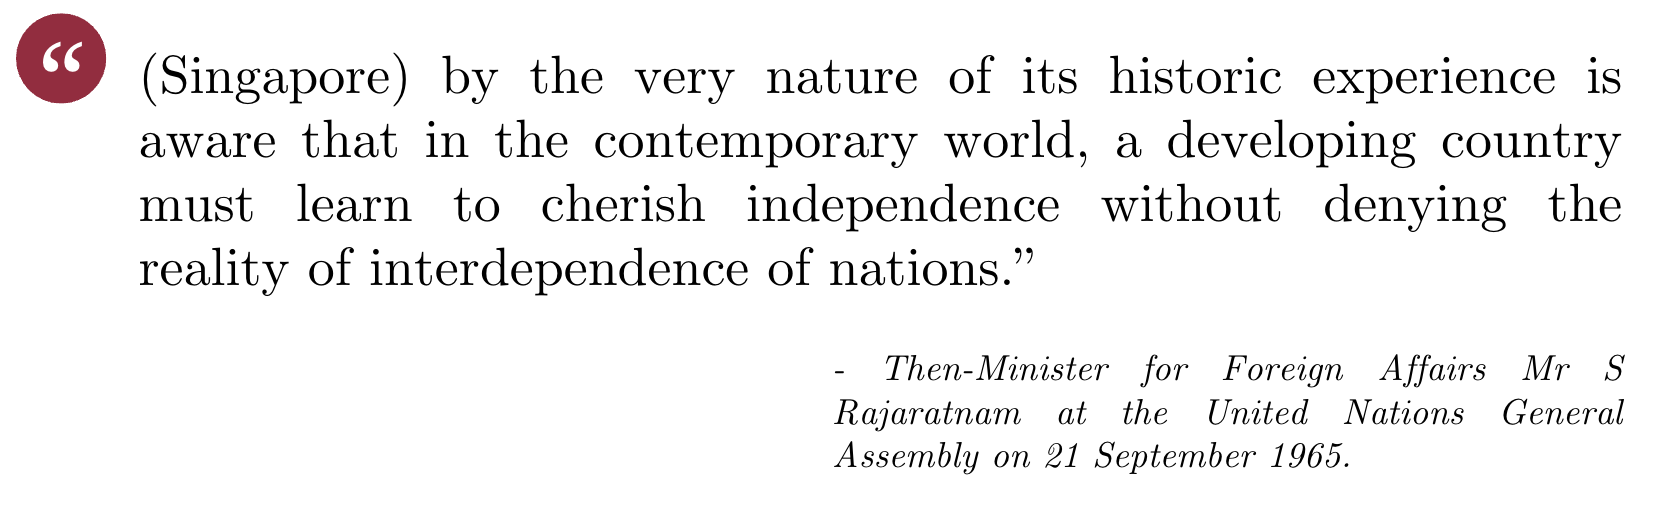 “
(Singapore) by the very nature of its historic experience is
aware that in the contemporary world, a developing country
must learn to cherish independence without denying the
reality of interdependence of nations.”
- Then-Minister for Foreign Affairs Mr S
Rajaratnam at the United Nations General
Assembly on 21 September 1965.